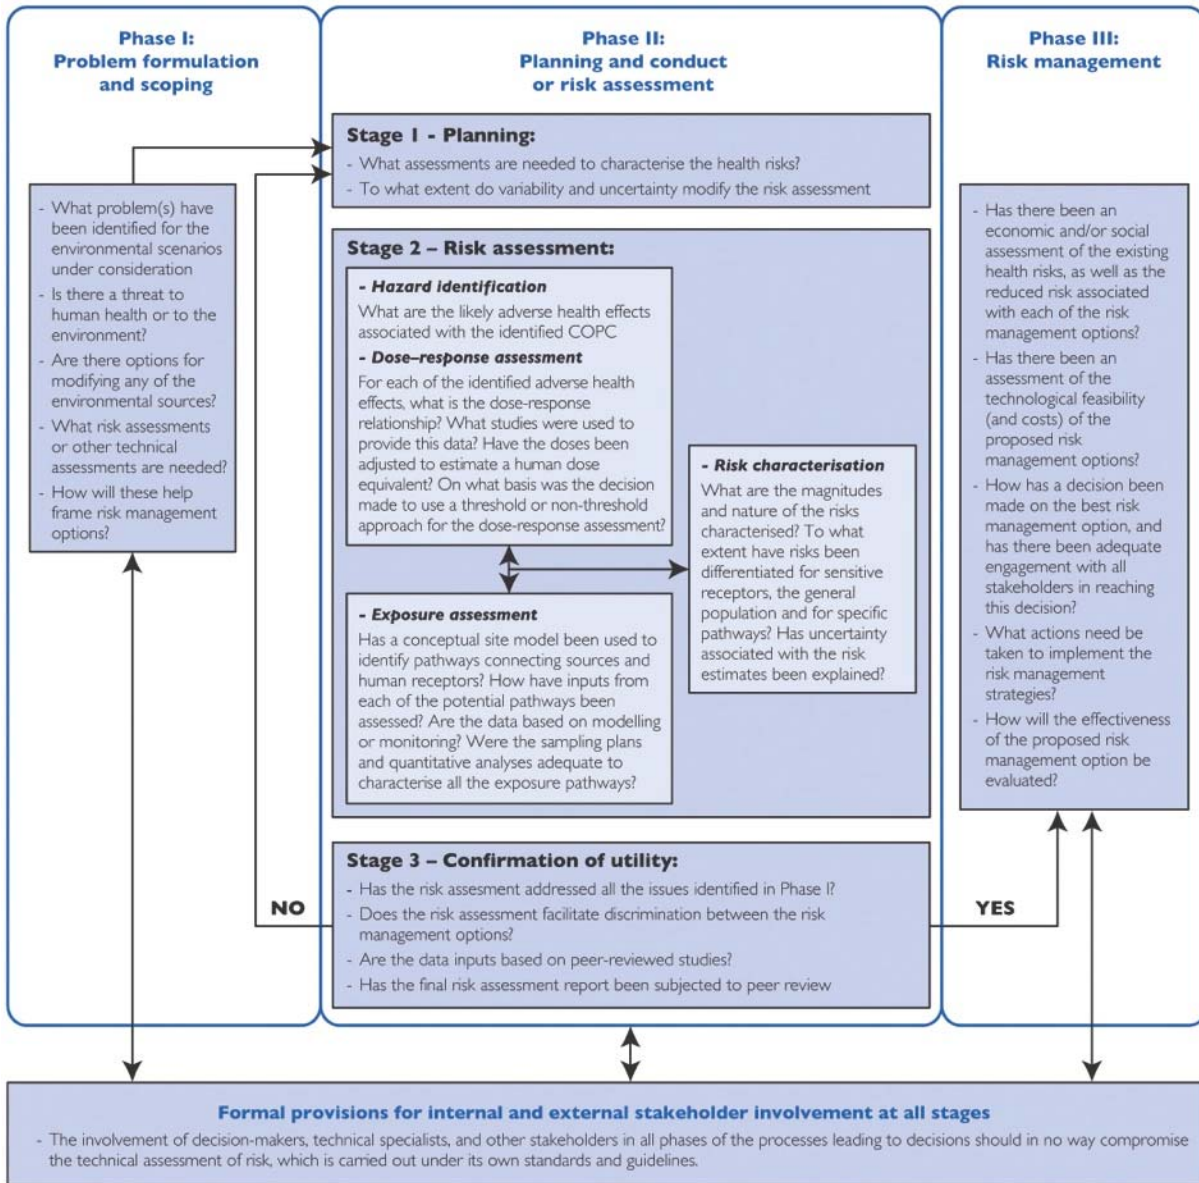 Phase I:
Problem formulation
and scoping
Phase II:
Planning and conduct
or risk assessment
Phase III:
Risk management
- What problem(s) have
been identified for the
environmental scenarios
under consideration
- Is there a threat to
human health or to the
environment?
- Are there options for
modifying any of the
environmental sources?
- What risk assessments
or other technical
assessments are needed?
- How will these help
frame risk management
options?
Stage 1 - Planning:
- What assessments are needed to characterise the health risks?
- To what extent do variability and uncertainty modify the risk assessment
Stage 2 – Risk assessment:
- Hazard identification
What are the likely adverse health effects
associated with the identified COPC
- Dose–response assessment
For each of the identified adverse health
effects, what is the dose-response
relationship? What studies were used to
provide this data? Have the doses been
adjusted to estimate a human dose
equivalent? On what basis was the decision
made to use a threshold or non-threshold
approach for the dose-response assessment?
- Exposure assessment
Has a conceptual site model been used to
identify pathways connecting sources and
human receptors? How have inputs from
each of the potential pathways been
assessed? Are the data based on modelling
or monitoring? Were the sampling plans
and quantitative analyses adequate to
characterise all the exposure pathways?
- Risk characterisation
What are the magnitudes
and nature of the risks
characterised? To what
extent have risks been
differentiated for sensitive
receptors, the general
population and for specific
pathways? Has uncertainty
associated with the risk
estimates been explained?
Stage 3 – Confirmation of utility:
- Has the risk assesment addressed all the issues identified in Phase I?
- Does the risk assessment facilitate discrimination between the risk
management options?
- Are the data inputs based on peer-reviewed studies?
- Has the final risk assessment report been subjected to peer review
NO
YES
- Has there been an
economic and/or social
assessment of the existing
health risks, as well as the
reduced risk associated
with each of the risk
management options?
- Has there been an
assessment of the
technological feasibility
(and costs) of the
proposed risk
management options?
- How has a decision been
made on the best risk
management option, and
has there been adequate
engagement with all
stakeholders in reaching
this decision?
- What actions need be
taken to implement the
risk management
strategies?
- How will the effectiveness
of the proposed risk
management option be
evaluated?
Formal provisions for internal and external stakeholder involvement at all stages
- The involvement of decision-makers, technical specialists, and other stakeholders in all phases of the processes leading to decisions should in no way compromise
the technical assessment of risk, which is carried out under its own standards and guidelines.